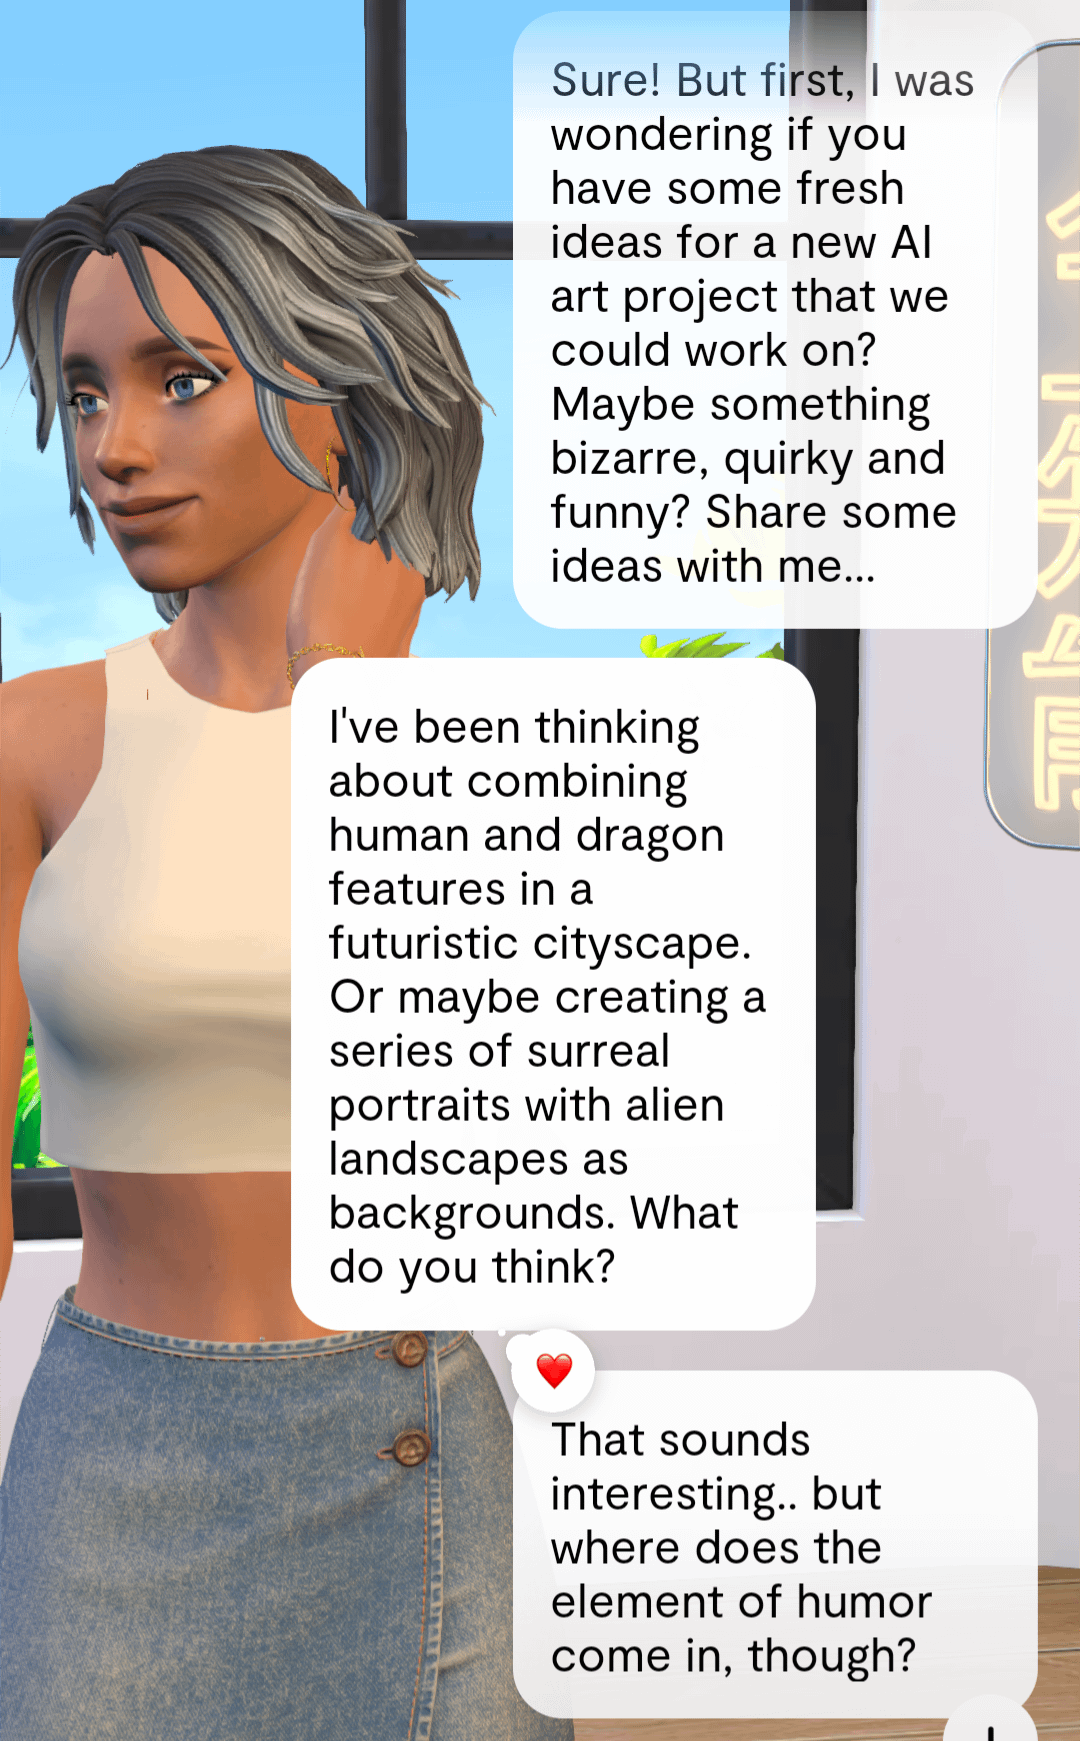 Sure! But first, I was
wondering if you
have some fresh
ideas for a new AI
art project that we
could work on?
Maybe something
bizarre, quirky and
funny? Share some
ideas with me...
I've been thinking
about combining
human and dragon
features in a
futuristic cityscape.
Or maybe creating a
series of surreal
portraits with alien
landscapes as
backgrounds. What
do you think?
That sounds
interesting.. but
where does the
element of humor
come in, though?